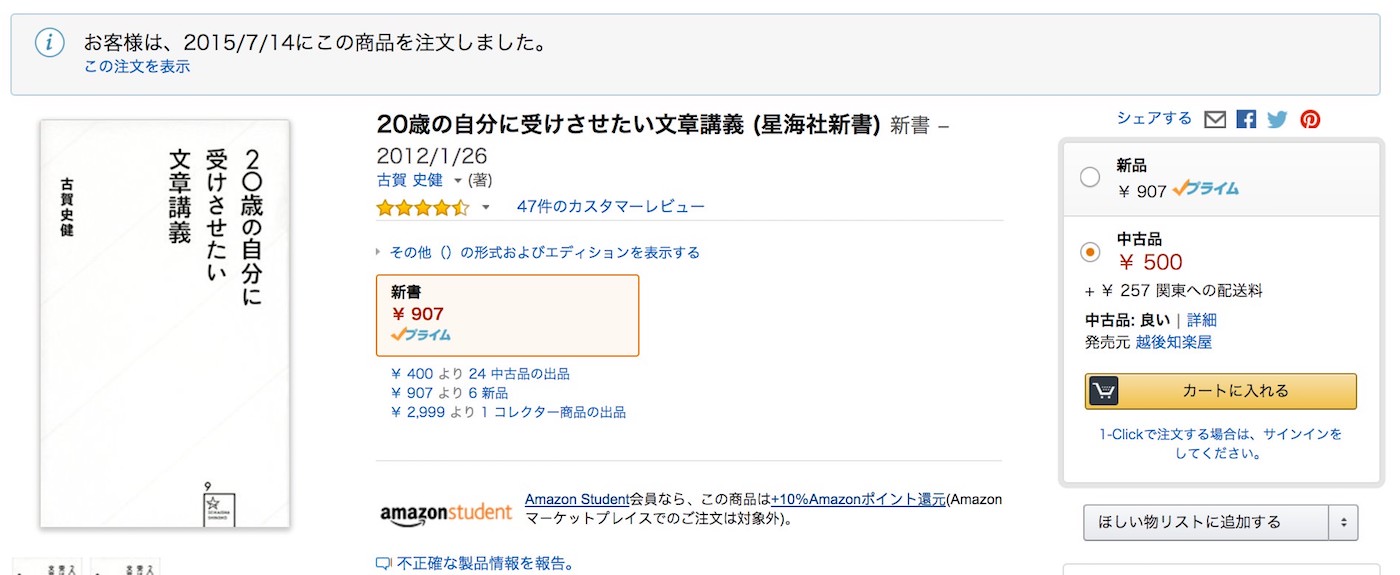 お客様は、2015/7/14にこの商品を注文しました。
この注文を表示
20歳の自分に
受けさせたい
文章講義
古賀史健
9
20歳の自分に受けさせたい文章講義 (星海社新書) 新書 –
2012/1/26
古賀 史健 (著)
47件のカスタマーレビュー
その他（）の形式およびエディションを表示する
新書
¥ 907
プライム
¥ 400 より 24 中古品の出品
¥ 907 より 6 新品
¥ 2,999 より 1 コレクター商品の出品
amazonstudent
Amazon Student会員なら、この商品は+10%Amazonポイント還元(Amazon
マーケットプレイスでのご注文は対象外)。
不正確な製品情報を報告。
シェアする
新品
¥ 907 プライム
中古品
¥ 500
+ ¥ 257 関東への配送料
中古品: 良い | 詳細
発売元 越後知楽屋
カートに入れる
1-Clickで注文する場合は、サインインを
してください。
ほしい物リストに追加する